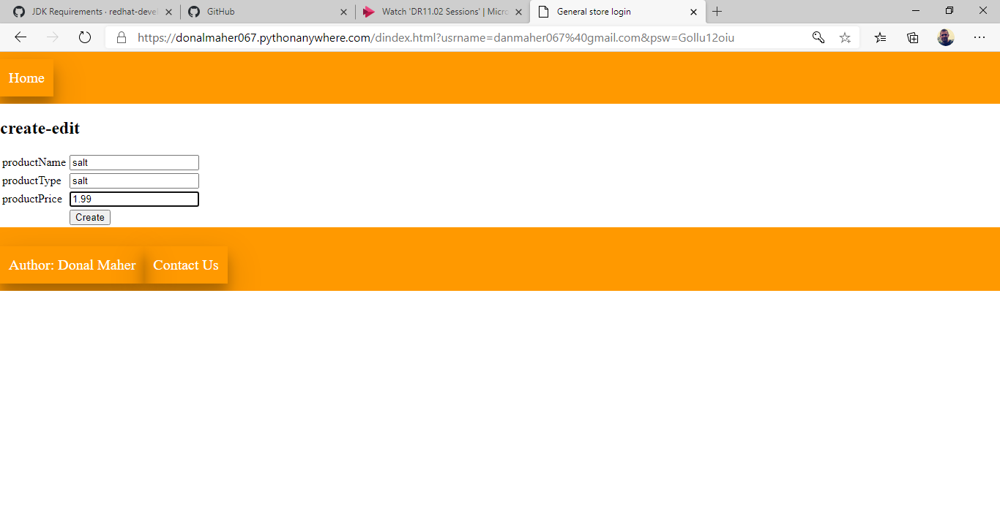 JDK Requirements · redhat-deve
GitHub
Watch 'DR11.02 Sessions' | Micro
General store login
https://donalmaher067.pythonanywhere.com/dindex.html?usrname=danmaher067%40gmail.com&psw=Gollu12oiu
Home
create-edit
productName salt
productType salt
productPrice 1.99
Create
Author: Donal Maher Contact Us